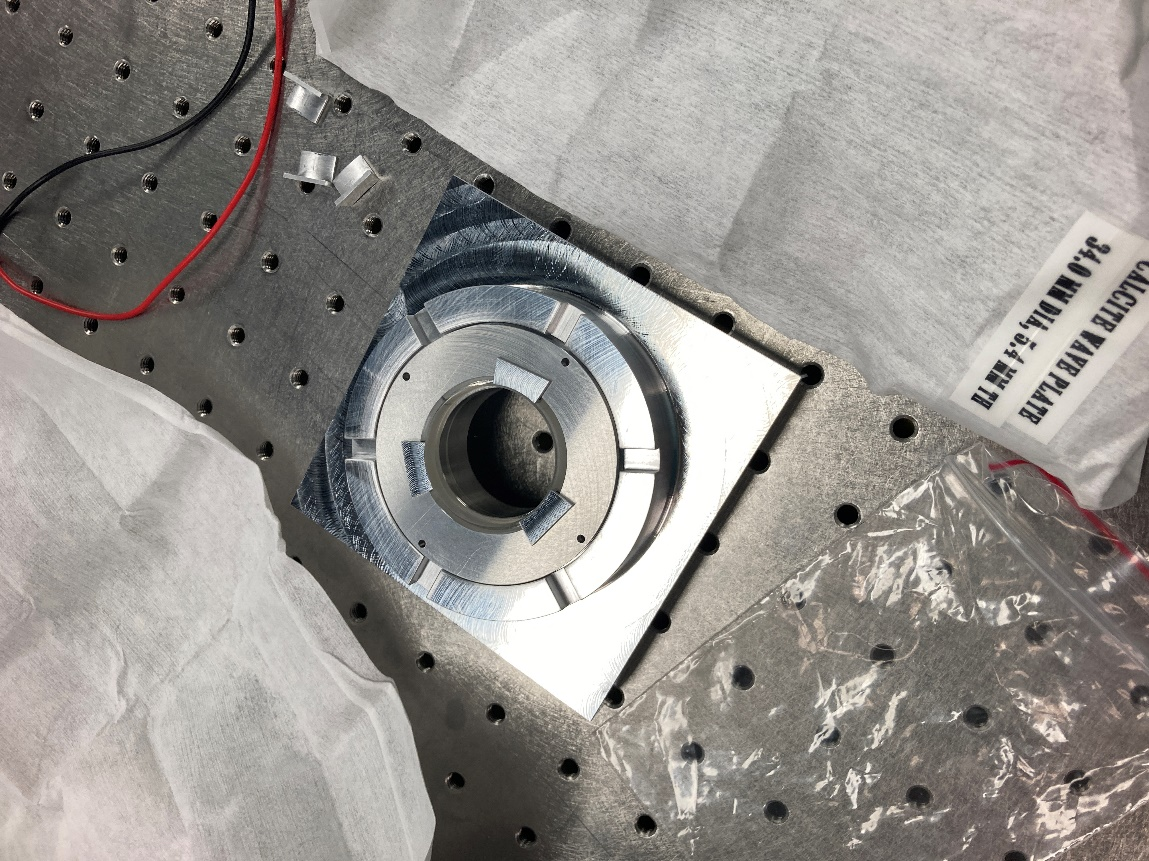 CALCITE WAVE PLATE
34.0 MM DIA, 5.4 MM TH